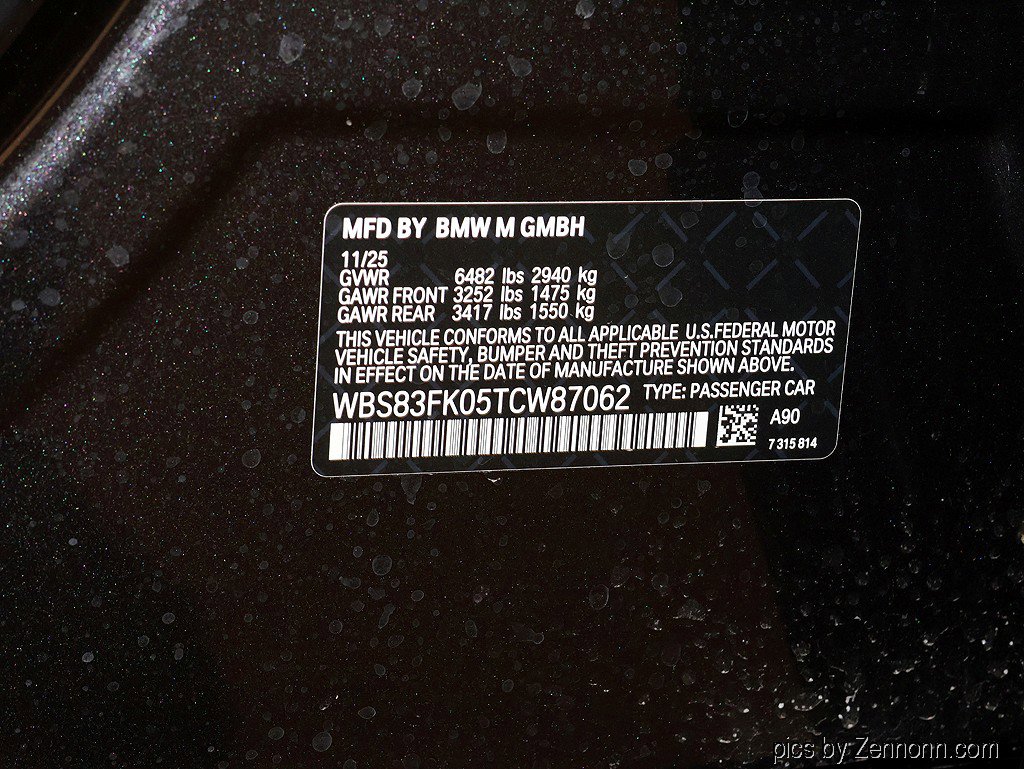 MFD BY BMW M GMBH
11/25
GVWR 6482 lbs 2940 kg
GAWR FRONT 3252 lbs 1475 kg
GAWR REAR 3417 lbs 1550 kg
THIS VEHICLE CONFORMS TO ALL APPLICABLE U.S.FEDERAL MOTOR
VEHICLE SAFETY, BUMPER AND THEFT PREVENTION STANDARDS
IN EFFECT ON THE DATE OF MANUFACTURE SHOWN ABOVE.
WBS83FK05TCW87062 TYPE: PASSENGER CAR
A90
7 315 814
pics by Zennonn.com